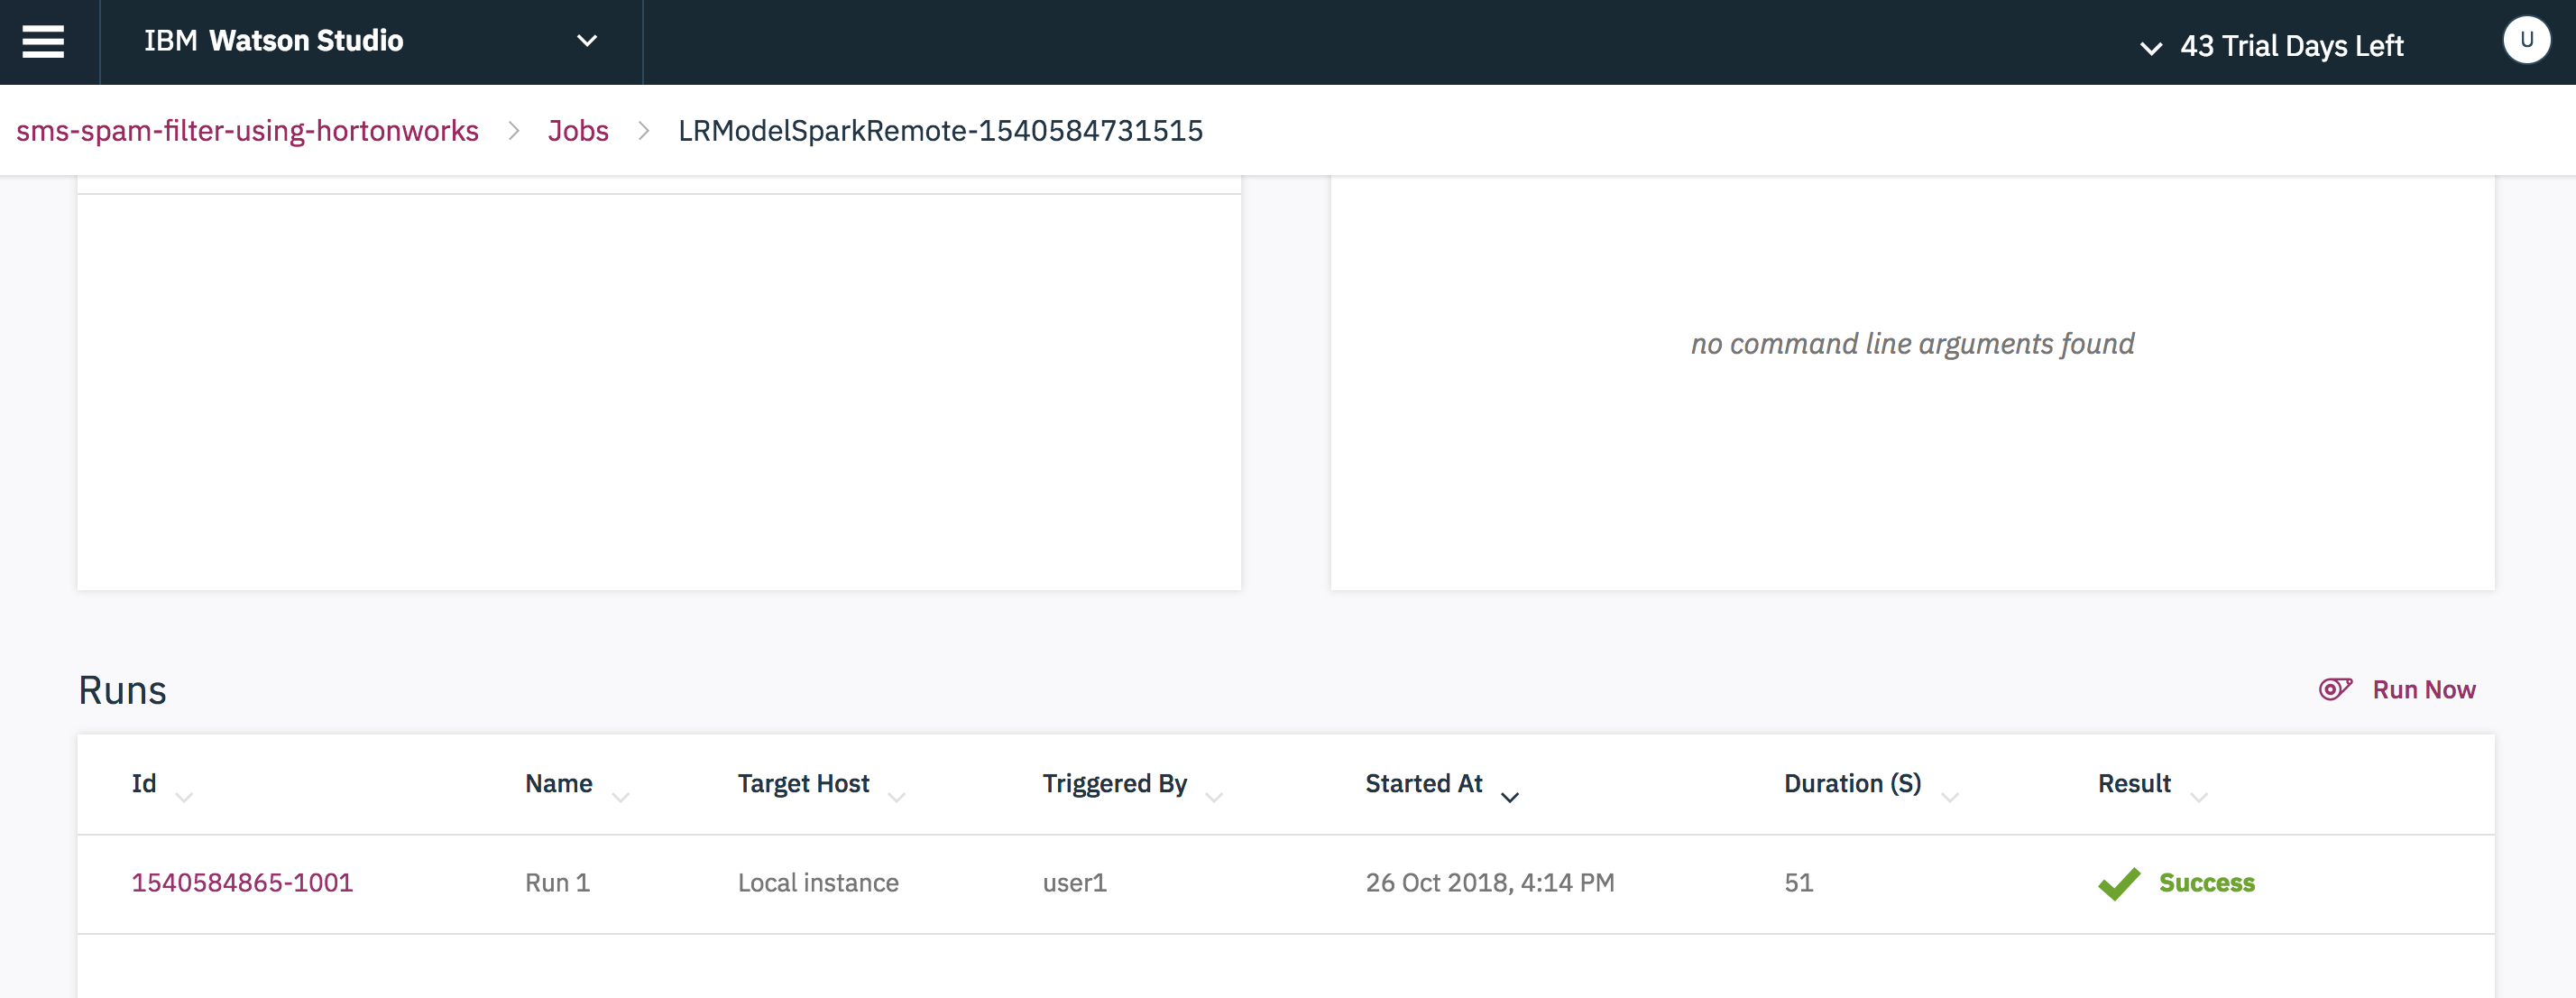 IBM Watson Studio
43 Trial Days Left
U
sms-spam-filter-using-hortonworks > Jobs > LRModelSparkRemote-1540584731515
no command line arguments found
Runs
Run Now
Id Name Target Host Triggered By Started At Duration (S) Result
1540584865-1001 Run 1 Local instance user1 26 Oct 2018, 4:14 PM 51 Success